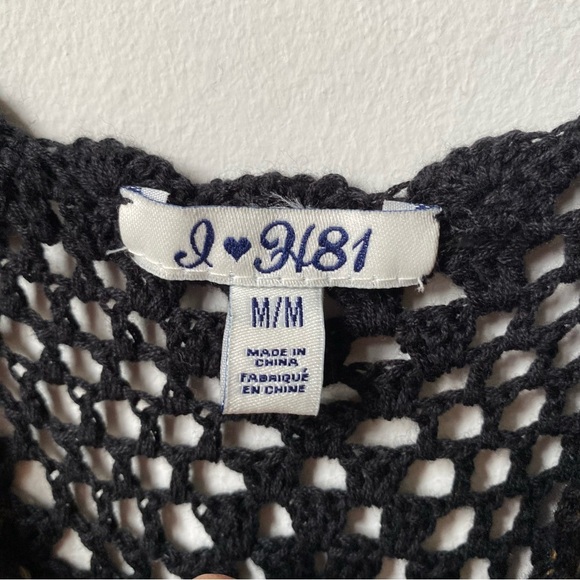 I ♥ H81
M/M
MADE IN
CHINA
FABRIQUÉ
EN CHINE